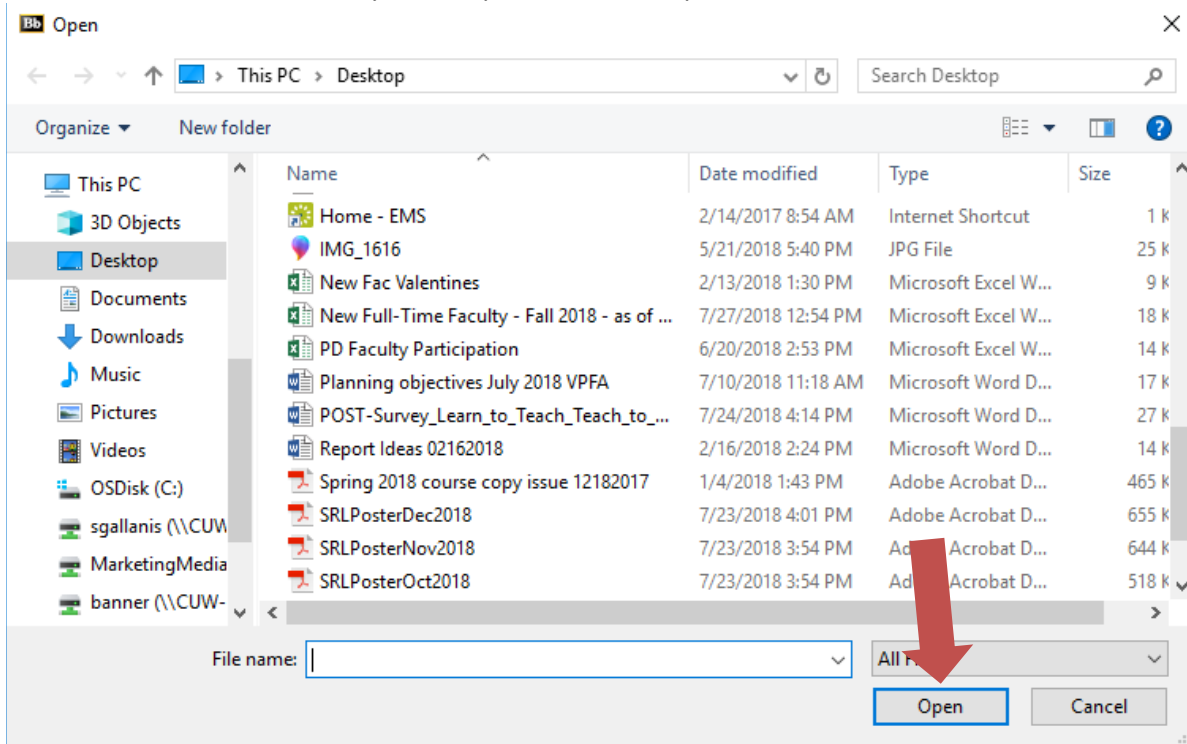 Bb Open
This PC > Desktop
Search Desktop
Organize
New folder
Name Date modified Type Size
This PC
3D Objects
Desktop
Documents
Downloads
Music
Pictures
Videos
OSDisk (C:)
sgallanis (\\CUW
MarketingMedia
banner (\\CUW-
Home - EMS 2/14/2017 8:54 AM Internet Shortcut 1 K
IMG_1616 5/21/2018 5:40 PM JPG File 25 K
New Fac Valentines 2/13/2018 1:30 PM Microsoft Excel W... 9 K
New Full-Time Faculty - Fall 2018 - as of ... 7/27/2018 12:54 PM Microsoft Excel W... 18 K
PD Faculty Participation 6/20/2018 2:53 PM Microsoft Excel W... 14 K
Planning objectives July 2018 VPFA 7/10/2018 11:18 AM Microsoft Word D... 17 K
POST-Survey_Learn_to_Teach_Teach_to_... 7/24/2018 4:14 PM Microsoft Word D... 27 K
Report Ideas 02162018 2/16/2018 2:24 PM Microsoft Word D... 14 K
Spring 2018 course copy issue 12182017 1/4/2018 1:43 PM Adobe Acrobat D... 465 K
SRLPosterDec2018 7/23/2018 4:01 PM Adobe Acrobat D... 655 K
SRLPosterNov2018 7/23/2018 3:54 PM Acrobat D... 644 K
SRLPosterOct2018 7/23/2018 3:54 PM Acrobat D... 518 K
File name:
All
Open
Cancel